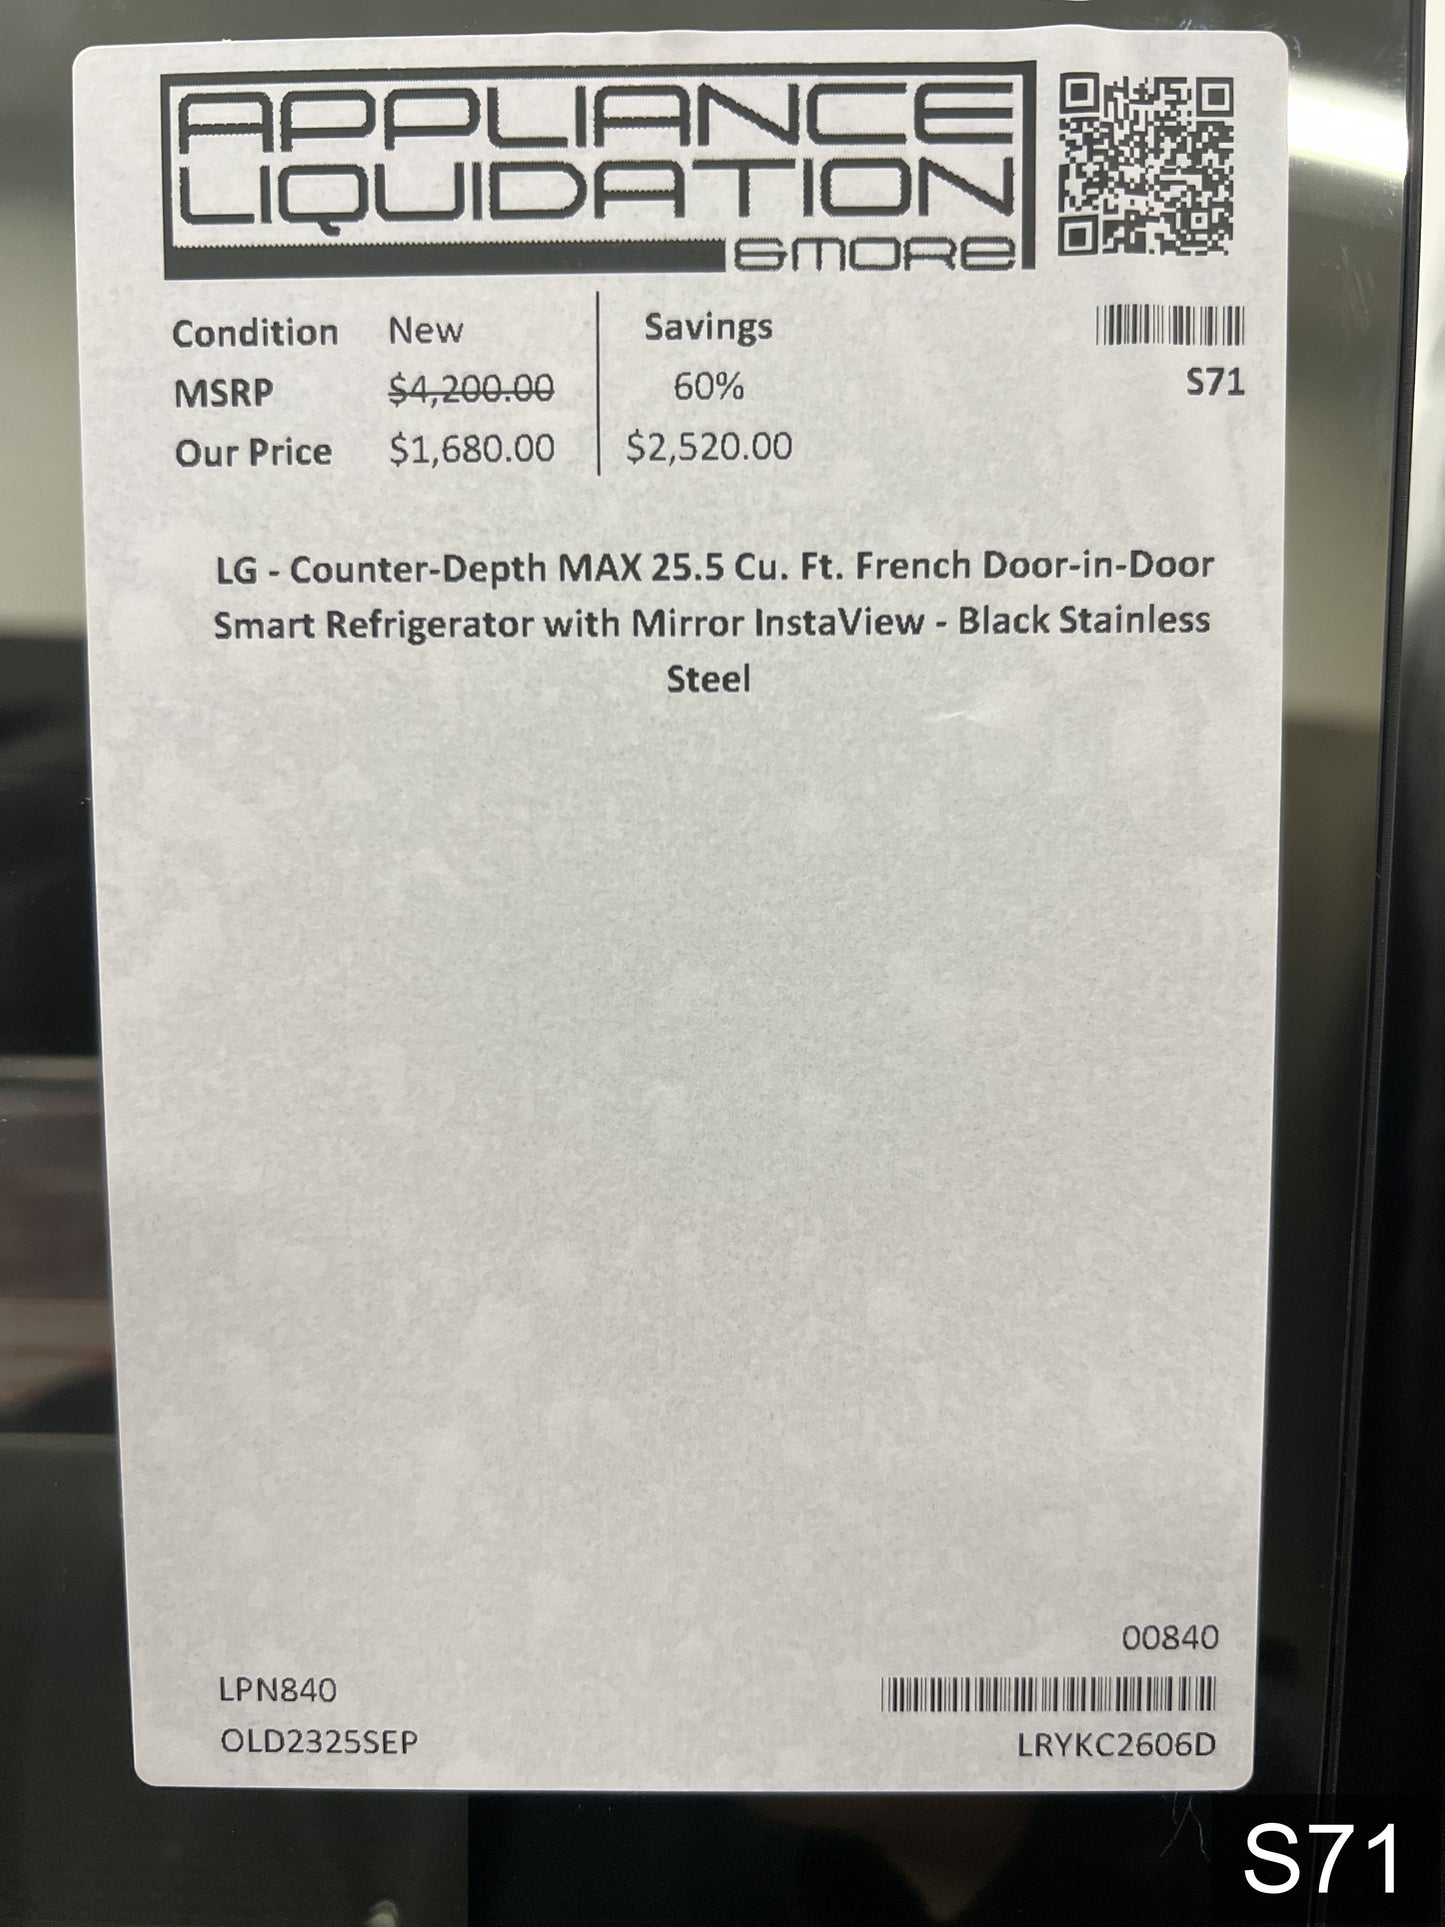 APPLIANCE
LIQUIDATION
&MORE
Condition New
MSRP $4,200.00
Our Price $1,680.00
Savings
60%
$2,520.00
S71
LG - Counter-Depth MAX 25.5 Cu. Ft. French Door-in-Door
Smart Refrigerator with Mirror InstaView - Black Stainless
Steel
00840
LPN840
OLD2325SEP
LRYKC2606D
S71